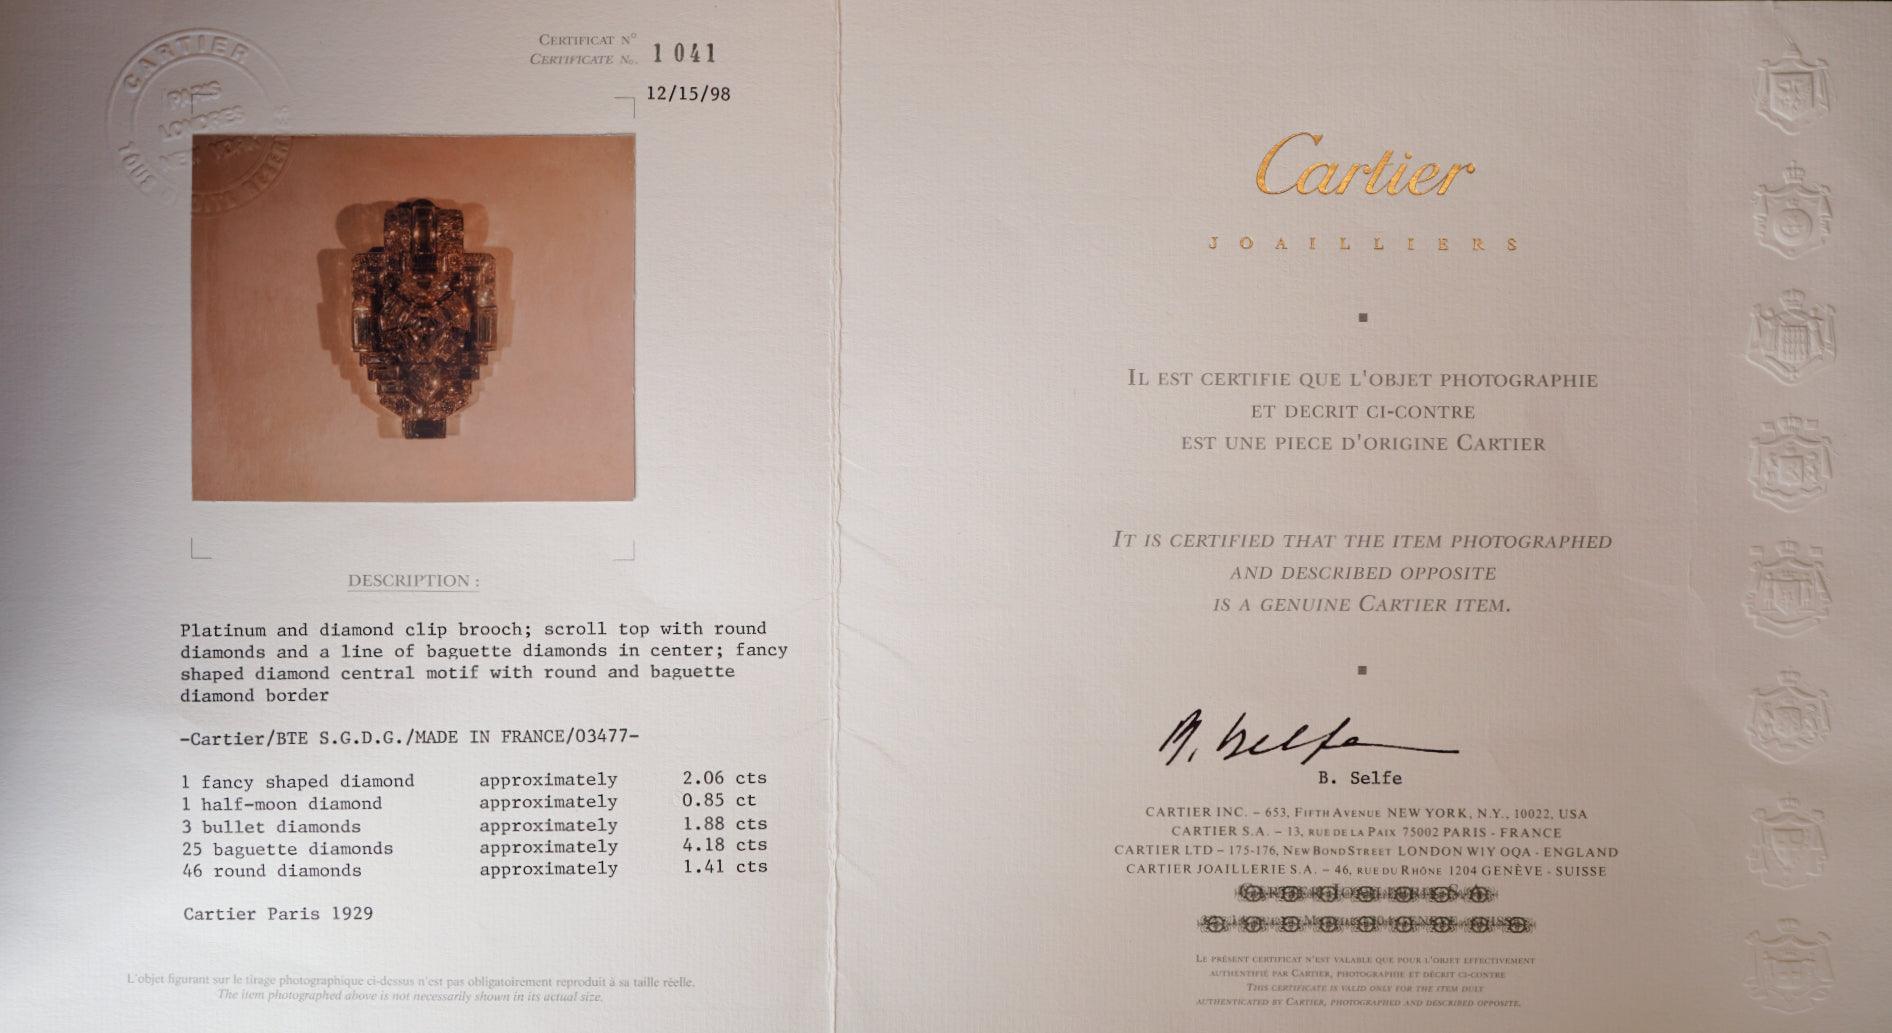 CARTIER
PARIS
LONDRES
NEW YORK
CERTIFICAT N°
CERTIFICATE No. 1 041
12/15/98
DESCRIPTION :
Platinum and diamond clip brooch; scroll top with round
diamonds and a line of baguette diamonds in center; fancy
shaped diamond central motif with round and baguette
diamond border
-Cartier/BTE S.G.D.G./MADE IN FRANCE/03477-
1 fancy shaped diamond approximately 2.06 cts
1 half-moon diamond approximately 0.85 ct
3 bullet diamonds approximately 1.88 cts
25 baguette diamonds approximately 4.18 cts
46 round diamonds approximately 1.41 cts
Cartier Paris 1929
L'objet figurant sur le tirage photographique ci-dessus n'est pas obligatoirement reproduit à sa taille réelle.
The item photographed above is not necessarily shown in its actual size.
Cartier
JOAILLIERS
IL EST CERTIFIE QUE L'OBJET PHOTOGRAPHIE
ET DECRIT CI-CONTRE
EST UNE PIECE D'ORIGINE CARTIER
IT IS CERTIFIED THAT THE ITEM PHOTOGRAPHED
AND DESCRIBED OPPOSITE
IS A GENUINE CARTIER ITEM.
B. Selfe
B. Selfe
CARTIER INC. – 653, FIFTH AVENUE NEW YORK, N.Y., 10022, USA
CARTIER S.A. – 13, RUE DE LA PAIX 75002 PARIS - FRANCE
CARTIER LTD – 175-176, NEW BOND STREET LONDON W1Y OQA - ENGLAND
CARTIER JOAILLERIE S.A. – 46, RUE DU RHÔNE 1204 GENÈVE - SUISSE
LE PRÉSENT CERTIFICAT N'EST VALABLE QUE POUR L'OBJET EFFECTIVEMENT
AUTHENTIFIÉ PAR CARTIER, PHOTOGRAPHIE ET DÉCRIT CI-CONTRE
THIS CERTIFICATE IS VALID ONLY FOR THE ITEM DULY
AUTHENTICATED BY CARTIER, PHOTOGRAPHED AND DESCRIBED OPPOSITE.